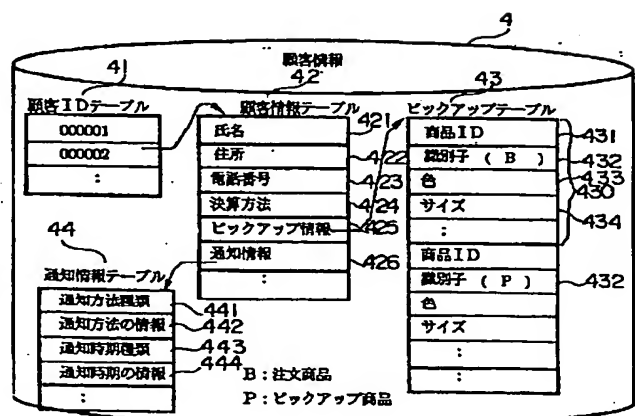 4
顧客情報
41
42
43
顧客IDテーブル
000001
000002
:
顧客情報テーブル
氏名
421
住所
422
電話番号
423
決算方法
424
ピックアップ情報
425
通知情報
426
:
ピックアップテーブル
商品ID
431
識別子 ( B )
432
色
433
430
サイズ
434
:
商品ID
識別子 ( P )
432
色
サイズ
:
:
44
通知情報テーブル
通知方法種類
441
通知方法の情報
442
通知時期種類
443
通知時期の情報
444
:
B:注文商品
P:ピックアップ商品